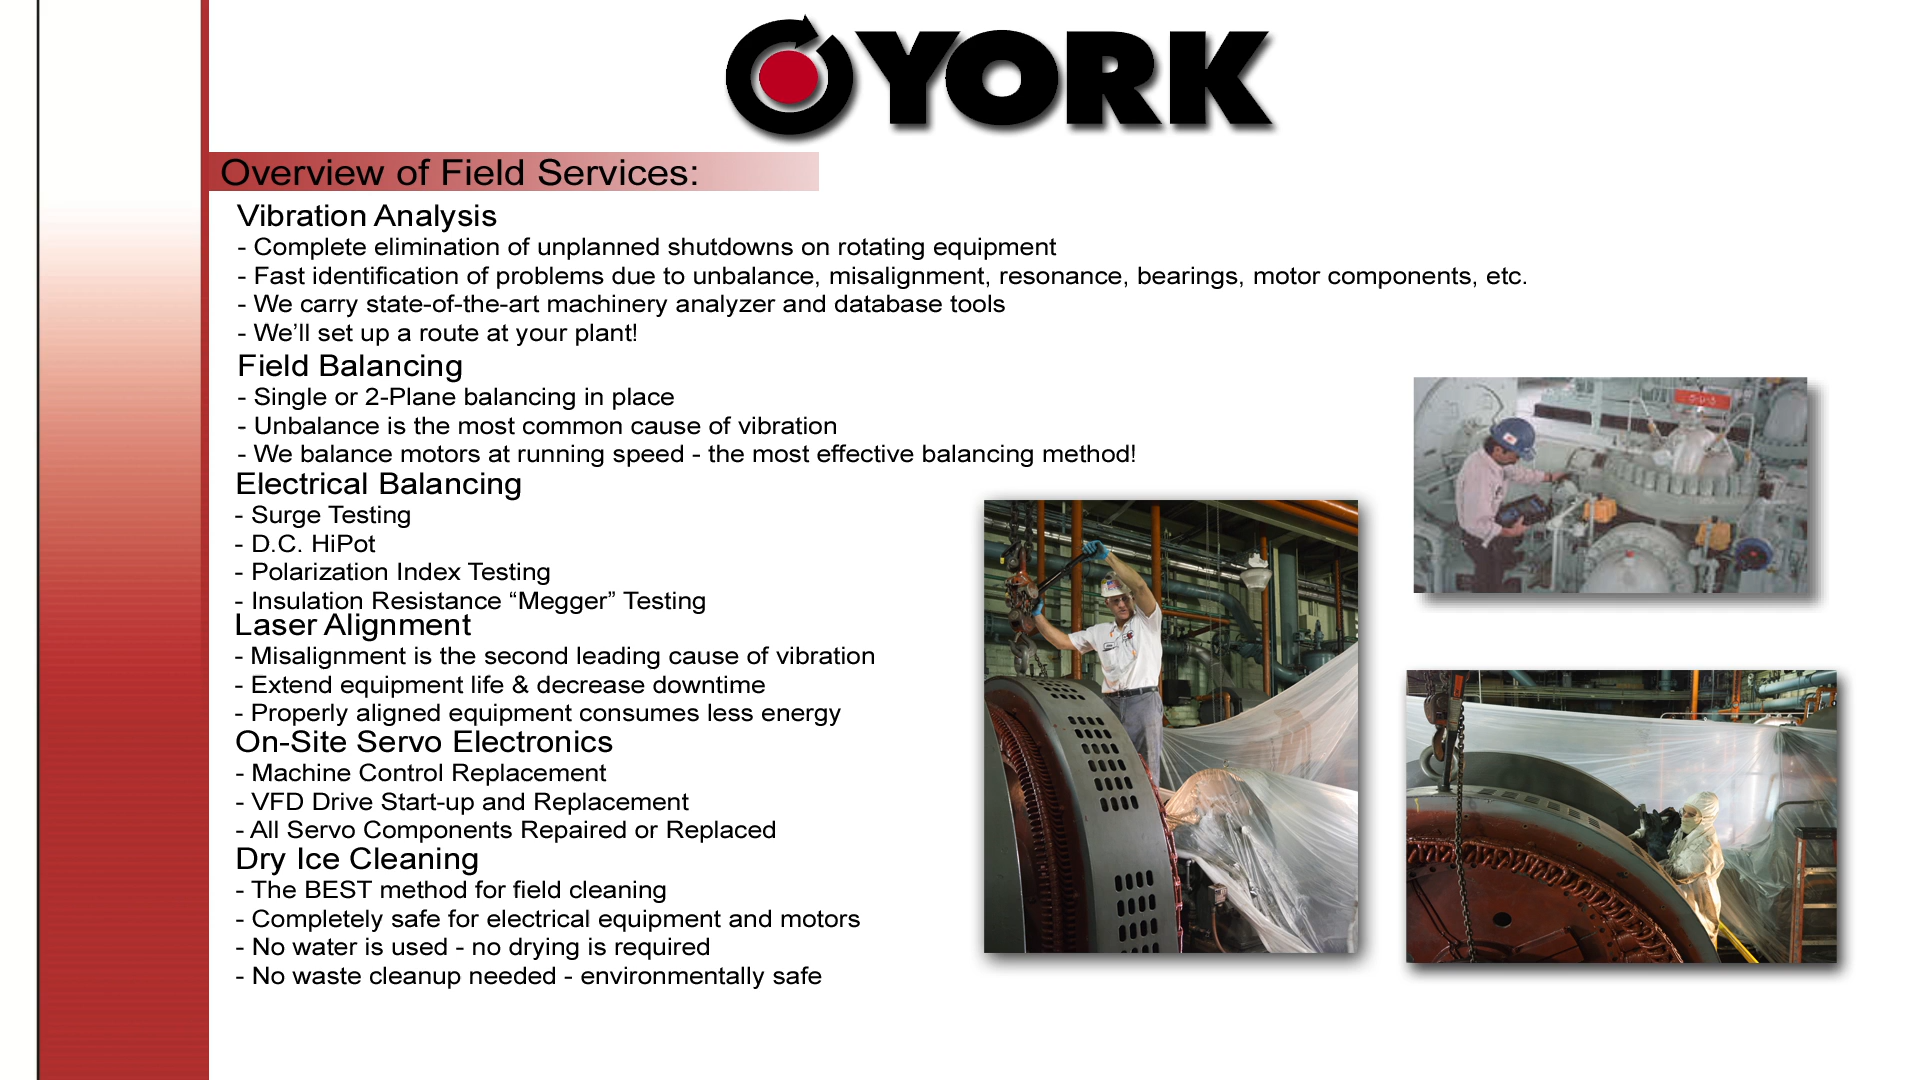 YORK
Overview of Field Services:
Vibration Analysis
- Complete elimination of unplanned shutdowns on rotating equipment
- Fast identification of problems due to unbalance, misalignment, resonance, bearings, motor components, etc.
- We carry state-of-the-art machinery analyzer and database tools
- We’ll set up a route at your plant!
Field Balancing
- Single or 2-Plane balancing in place
- Unbalance is the most common cause of vibration
- We balance motors at running speed - the most effective balancing method!
Electrical Balancing
- Surge Testing
- D.C. HiPot
- Polarization Index Testing
- Insulation Resistance “Megger” Testing
Laser Alignment
- Misalignment is the second leading cause of vibration
- Extend equipment life & decrease downtime
- Properly aligned equipment consumes less energy
On-Site Servo Electronics
- Machine Control Replacement
- VFD Drive Start-up and Replacement
- All Servo Components Repaired or Replaced
Dry Ice Cleaning
- The BEST method for field cleaning
- Completely safe for electrical equipment and motors
- No water is used - no drying is required
- No waste cleanup needed - environmentally safe